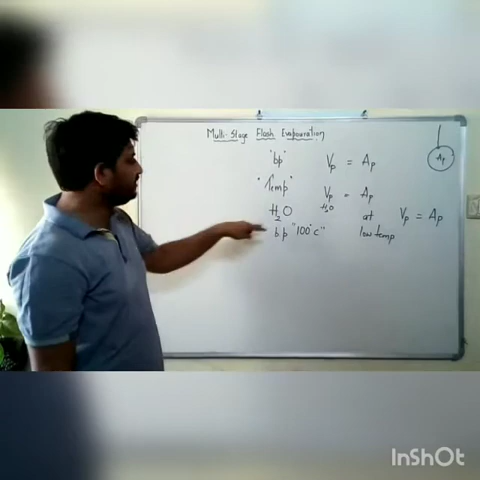 Multi-Stage Flash Evaporation
"bp" Vp = Ap
"Temp" Vp = Ap
H2O H2O at Vp = Ap
bp "100°C" low temp
Ap
InShOt